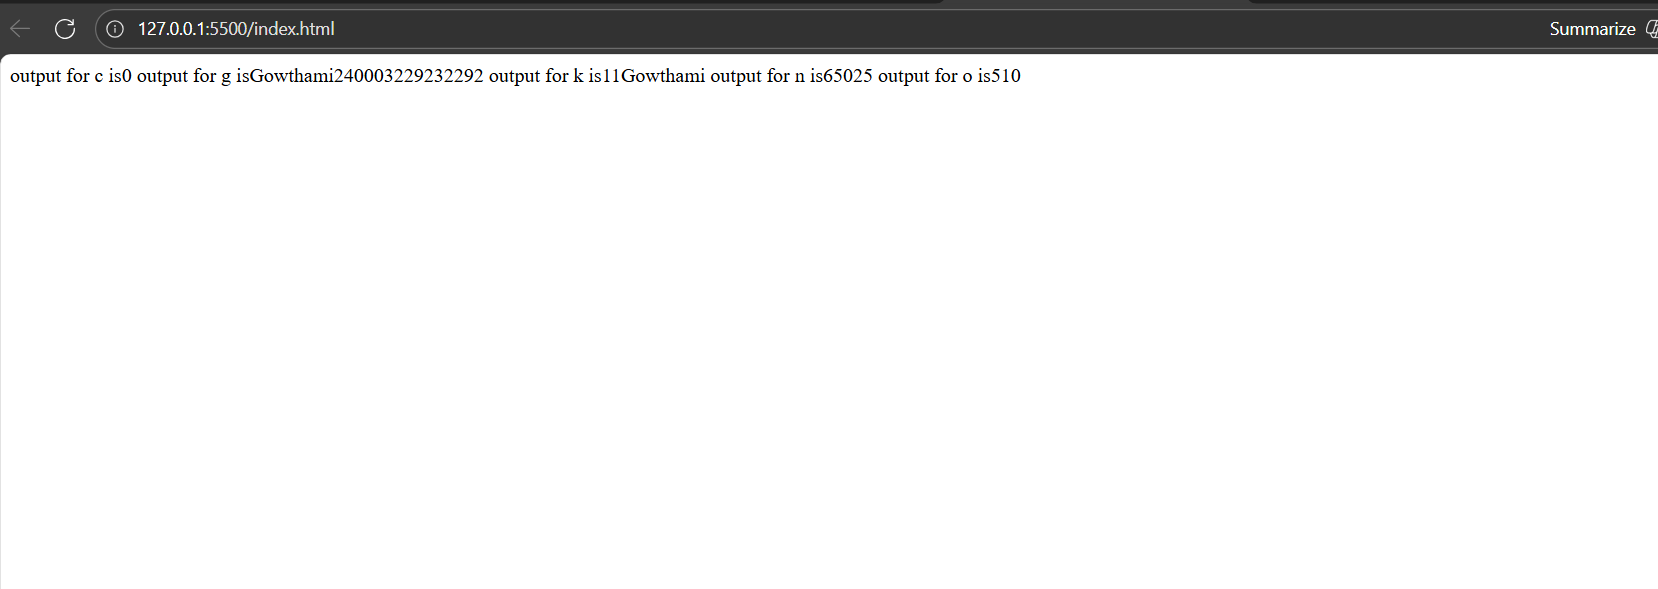 127.0.0.1:5500/index.html
Summarize
output for c is0 output for g isGowthami240003229232292 output for k is11Gowthami output for n is65025 output for o is510